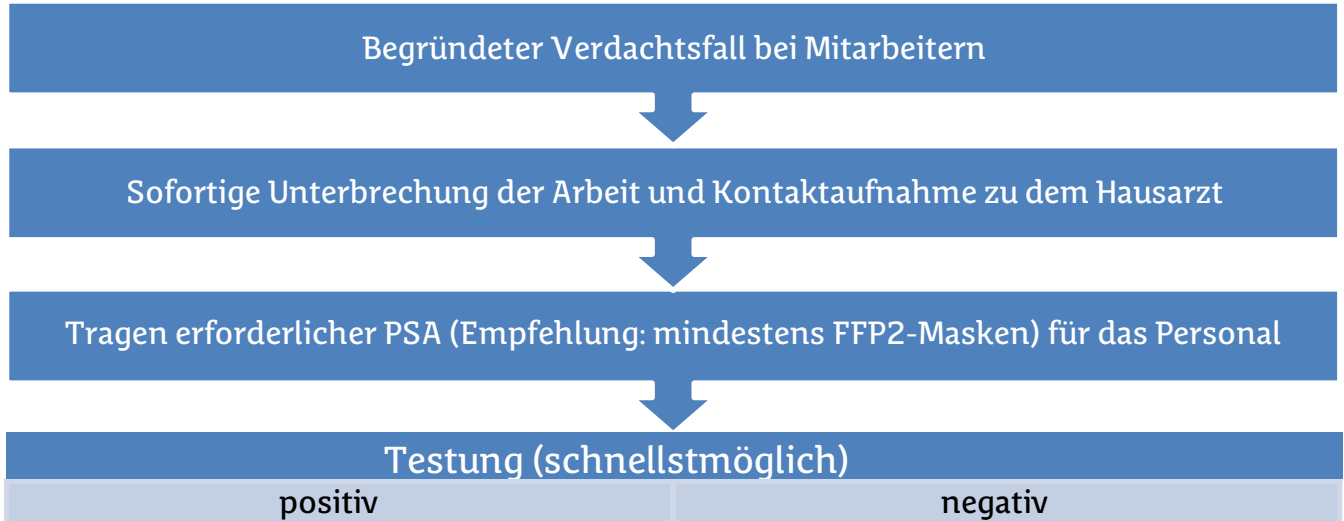 Begründeter Verdachtsfall bei Mitarbeitern
Sofortige Unterbrechung der Arbeit und Kontaktaufnahme zu dem Hausarzt
Tragen erforderlicher PSA (Empfehlung: mindestens FFP2-Masken) für das Personal
Testung (schnellstmöglich)
positiv negativ